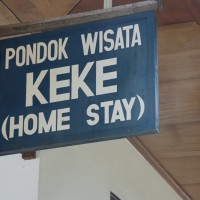 PONDOK WISATA
KEKE
(HOME STAY)